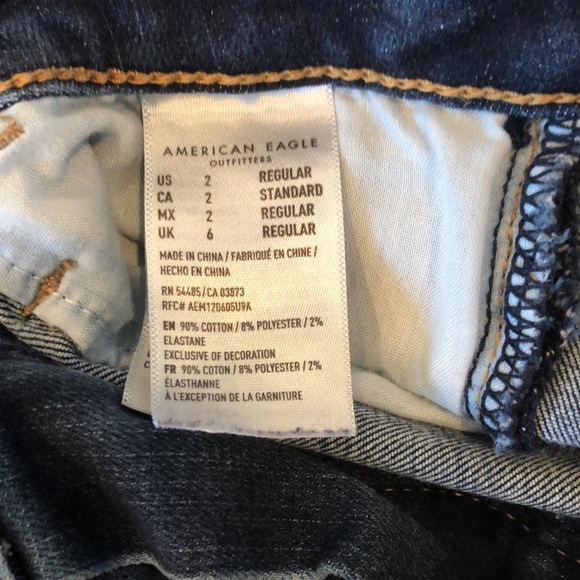 AMERICAN EAGLE
OUTFITTERS
US 2 REGULAR
CA 2 STANDARD
MX 2 REGULAR
UK 6 REGULAR
MADE IN CHINA / FABRIQUÉ EN CHINE /
HECHO EN CHINA
RN 54485 / CA 03873
RFC# AEM120605U9A
EN 90% COTTON / 8% POLYESTER / 2%
ELASTANE
EXCLUSIVE OF DECORATION
FR 90% COTON / 8% POLYESTER / 2%
ÉLASTHANNE
À L'EXCEPTION DE LA GARNITURE